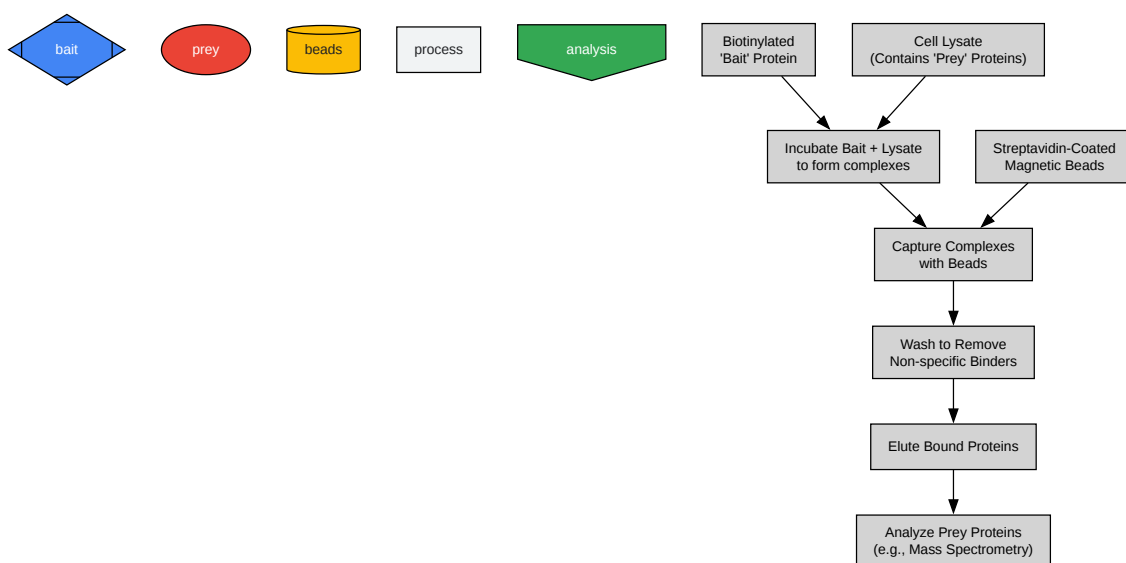 bait
prey
beads
process
analysis
Biotinylated
'Bait' Protein
Cell Lysate
(Contains 'Prey' Proteins)
Incubate Bait + Lysate
to form complexes
Streptavidin-Coated
Magnetic Beads
Capture Complexes
with Beads
Wash to Remove
Non-specific Binders
Elute Bound Proteins
Analyze Prey Proteins
(e.g., Mass Spectrometry)